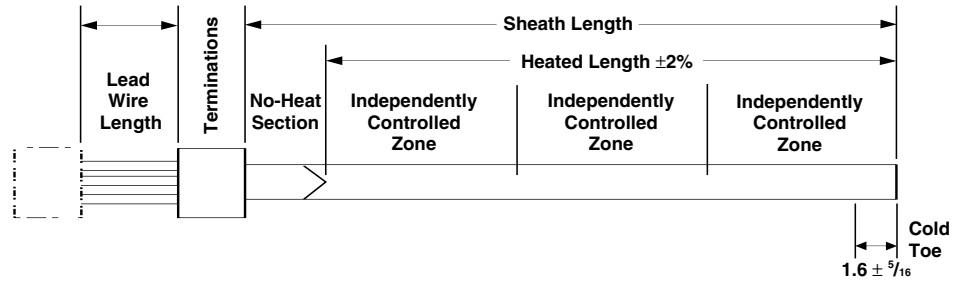 Sheath Length
Heated Length ±2%
Lead
Wire
Length
Terminations
No-Heat
Section
Independently
Controlled
Zone
Independently
Controlled
Zone
Independently
Controlled
Zone
Cold
Toe
1.6 ± 5/16